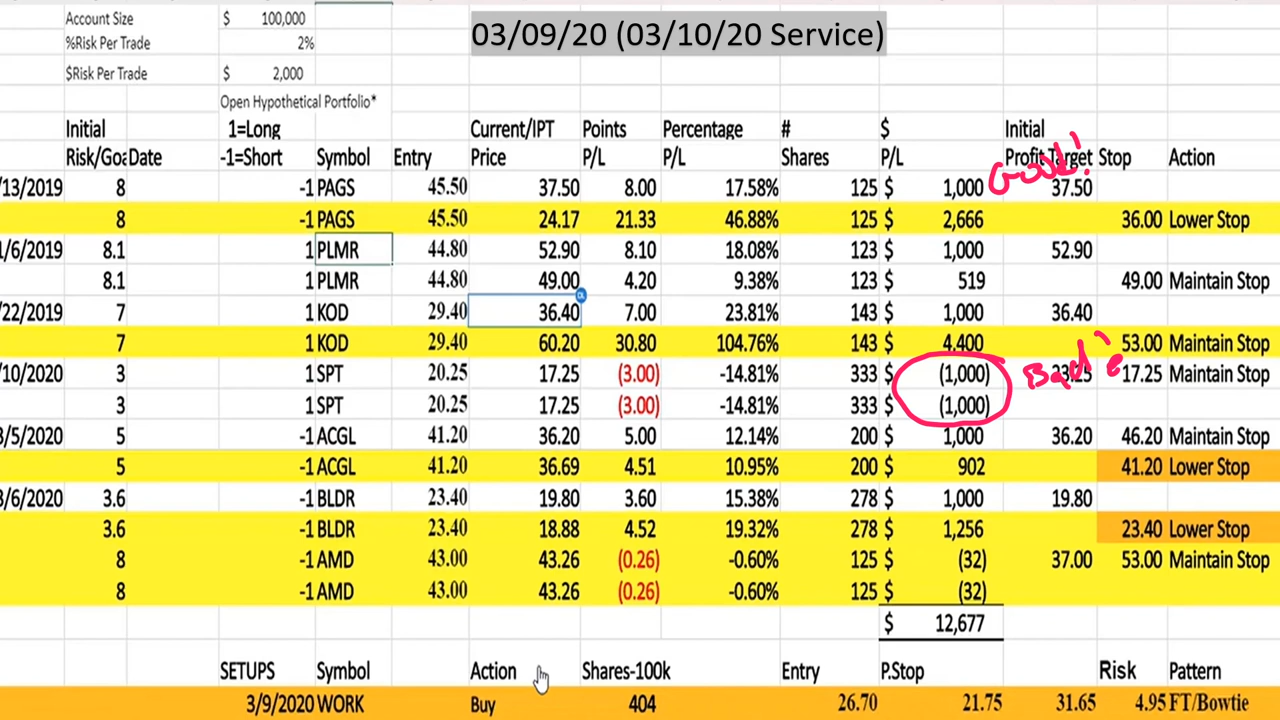 Account Size $ 100,000
03/09/20 (03/10/20 Service)
%Risk Per Trade 2%
$Risk Per Trade $ 2,000
Open Hypothetical Portfolio*
Initial 1=Long Current/IPT Points Percentage # $ Initial
Risk/Goa Date -1=Short Symbol Entry Price P/L P/L Shares P/L Profit Target Stop Action
Good!
/13/2019 8 -1 PAGS 45.50 37.50 8.00 17.58% 125 $ 1,000 37.50
8 -1 PAGS 45.50 24.17 21.33 46.88% 125 $ 2,666 36.00 Lower Stop
1/6/2019 8.1 1 PLMR 44.80 52.90 8.10 18.08% 123 $ 1,000 52.90
8.1 1 PLMR 44.80 49.00 4.20 9.38% 123 $ 519 49.00 Maintain Stop
/22/2019 7 1 KOD 29.40 36.40 7.00 23.81% 143 $ 1,000 36.40
7 1 KOD 29.40 60.20 30.80 104.76% 143 $ 4,400 53.00 Maintain Stop
Bad!
/10/2020 3 1 SPT 20.25 17.25 (3.00) -14.81% 333 $ (1,000) 23.25 17.25 Maintain Stop
3 1 SPT 20.25 17.25 (3.00) -14.81% 333 $ (1,000)
3/5/2020 5 -1 ACGL 41.20 36.20 5.00 12.14% 200 $ 1,000 36.20 46.20 Maintain Stop
5 -1 ACGL 41.20 36.69 4.51 10.95% 200 $ 902 41.20 Lower Stop
3/6/2020 3.6 -1 BLDR 23.40 19.80 3.60 15.38% 278 $ 1,000 19.80
3.6 -1 BLDR 23.40 18.88 4.52 19.32% 278 $ 1,256 23.40 Lower Stop
8 -1 AMD 43.00 43.26 (0.26) -0.60% 125 $ (32) 37.00 53.00 Maintain Stop
8 -1 AMD 43.00 43.26 (0.26) -0.60% 125 $ (32)
$ 12,677
SETUPS Symbol Action Shares-100k Entry P.Stop Risk Pattern
3/9/2020 WORK Buy 404 26.70 21.75 31.65 4.95 FT/Bowtie